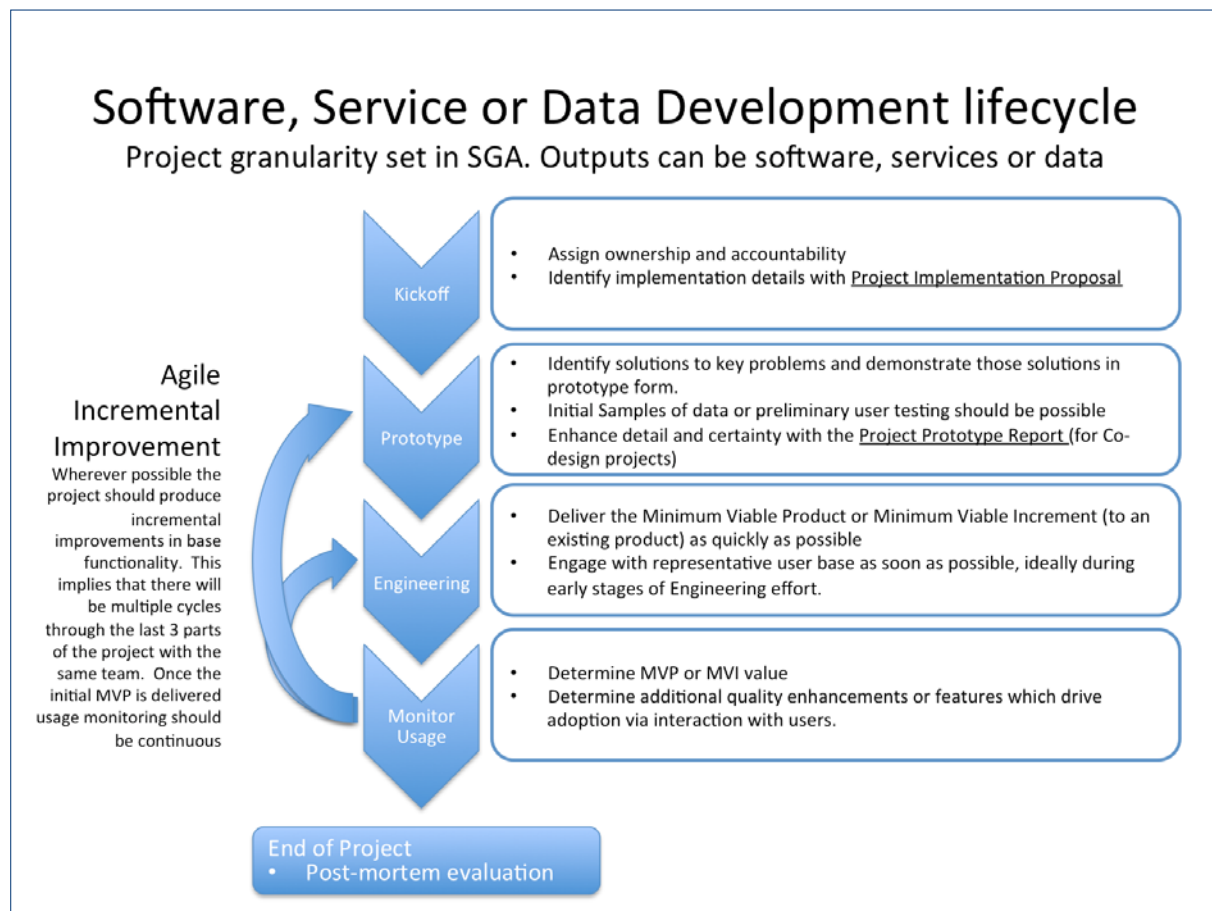 Software, Service or Data Development lifecycle
Project granularity set in SGA. Outputs can be software, services or data
Kickoff
• Assign ownership and accountability
• Identify implementation details with Project Implementation Proposal
Agile
Incremental
Improvement
Wherever possible the
project should produce
incremental
improvements in base
functionality. This
implies that there will
be multiple cycles
through the last 3 parts
of the project with the
same team. Once the
initial MVP is delivered
usage monitoring should
be continuous
Prototype
• Identify solutions to key problems and demonstrate those solutions in
prototype form.
• Initial Samples of data or preliminary user testing should be possible
• Enhance detail and certainty with the Project Prototype Report (for Co-
design projects)
Engineering
• Deliver the Minimum Viable Product or Minimum Viable Increment (to an
existing product) as quickly as possible
• Engage with representative user base as soon as possible, ideally during
early stages of Engineering effort.
Monitor
Usage
• Determine MVP or MVI value
• Determine additional quality enhancements or features which drive
adoption via interaction with users.
End of Project
• Post-mortem evaluation